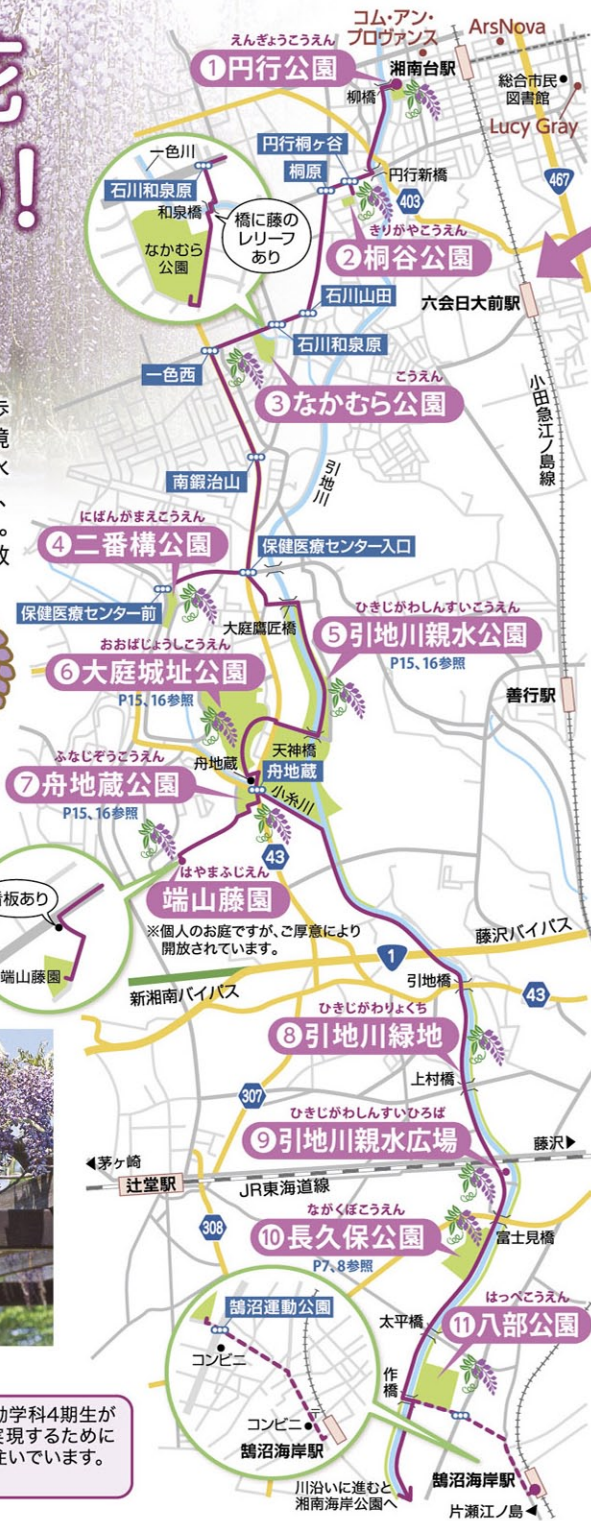 花
の!
コム・アン・
プロヴァンス
ArsNova
えんぎょうこうえん
①円行公園
湘南台駅
柳橋
総合市民
図書館
Lucy Gray
円行桐ヶ谷
桐原
円行新橋
403
467
一色川
石川和泉原
和泉橋
橋に藤の
レリーフ
あり
なかむら
公園
きりがやこうえん
②桐谷公園
六会日大前駅
石川山田
石川和泉原
一色西
こうえん
③なかむら公園
小田急江ノ島線
南鍛治山
引地川
にばんがまえこうえん
④二番構公園
保健医療センター入口
保健医療センター前
大庭鷹匠橋
ひきじがわしんすいこうえん
⑤引地川親水公園
P15、16参照
おおばじょうしこうえん
⑥大庭城址公園
P15、16参照
善行駅
天神橋
舟地蔵
舟地蔵
小糸川
ふなじぞうこうえん
⑦舟地蔵公園
P15、16参照
43
はやまふじえん
端山藤園
※個人のお庭ですが、ご厚意により
開放されています。
板あり
端山藤園
藤沢バイパス
1
新湘南バイパス
引地橋
43
ひきじがわりょくち
⑧引地川緑地
上村橋
307
ひきじがわしんすいひろば
⑨引地川親水広場
藤沢▶
◀茅ヶ崎
辻堂駅
JR東海道線
308
ながくぼこうえん
⑩長久保公園
P7、8参照
富士見橋
鵠沼運動公園
コンビニ
コンビニ
鵠沼海岸駅
太平橋
はっぺこうえん
⑪八部公園
作橋
動学科4期生が
実現するために
注いでいます。
川沿いに進むと
湘南海岸公園へ
鵠沼海岸駅
片瀬江ノ島◀